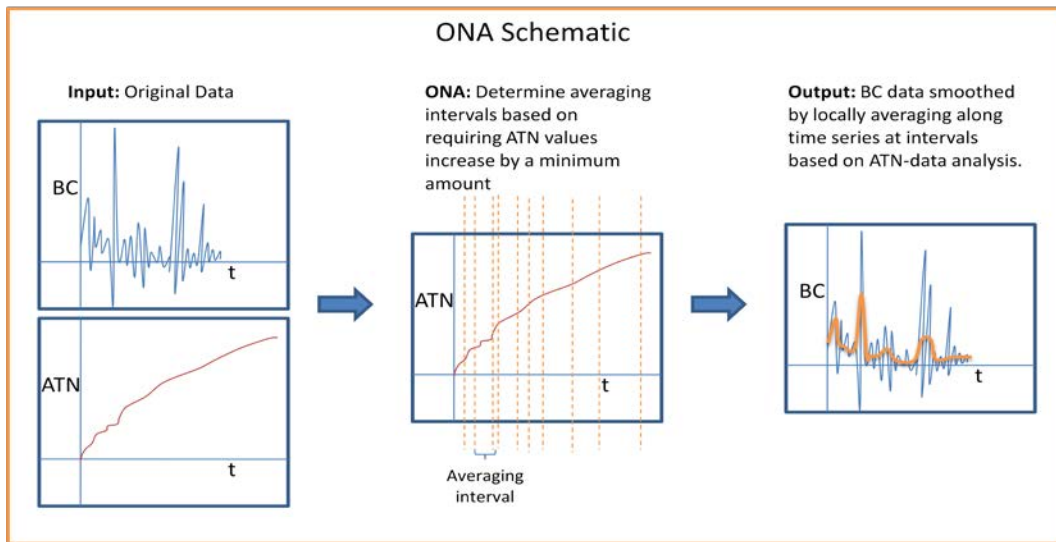 ONA Schematic
Input: Original Data
BC
t
ATN
t
ONA: Determine averaging
intervals based on
requiring ATN values
increase by a minimum
amount
ATN
t
Averaging
interval
Output: BC data smoothed
by locally averaging along
time series at intervals
based on ATN-data analysis.
BC
t